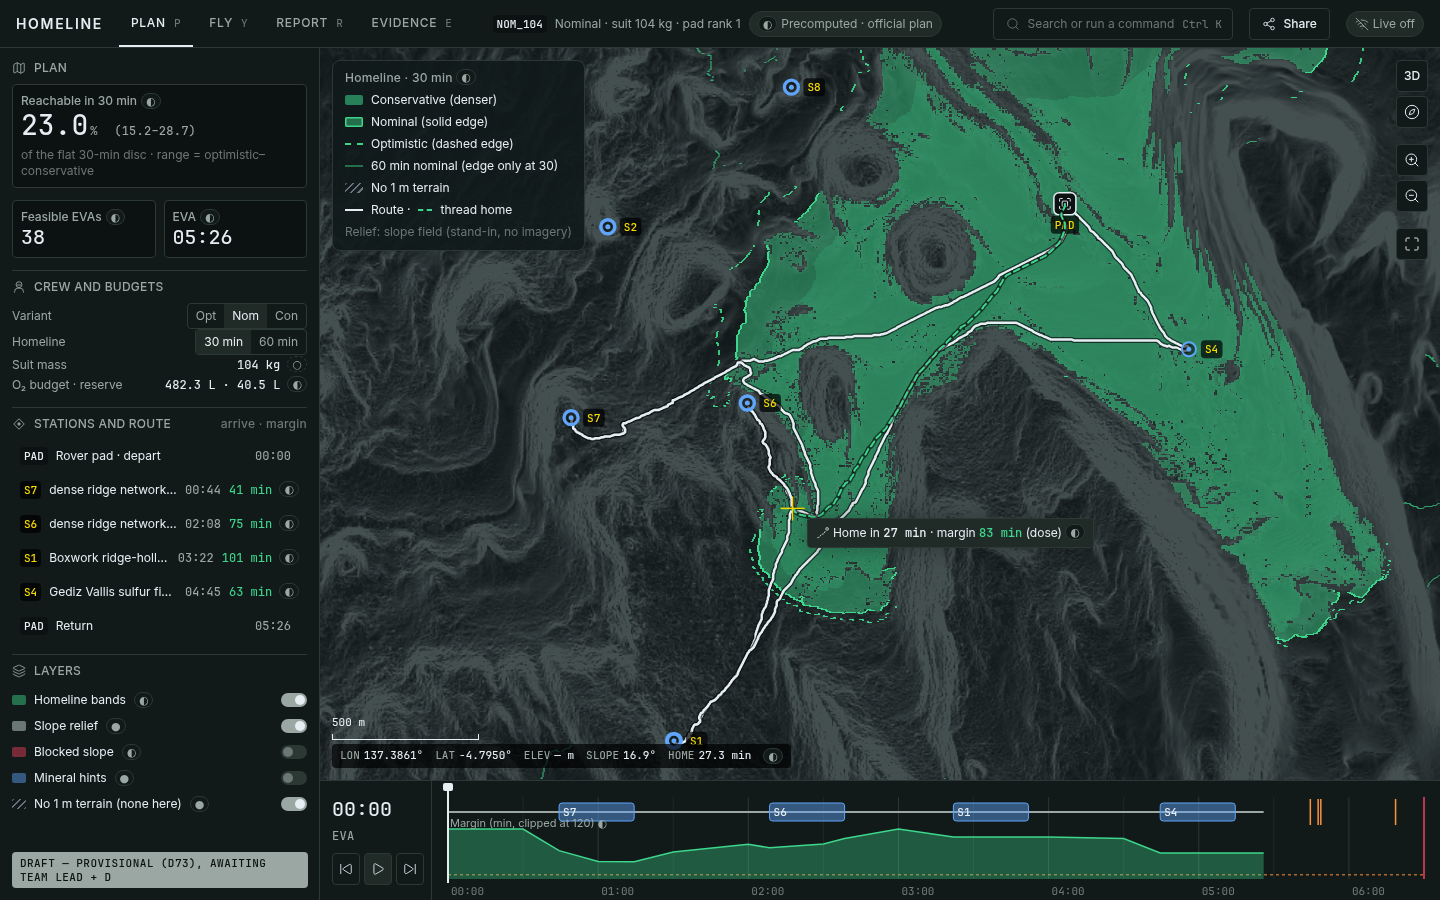 HOMELINE PLAN P FLY Y REPORT R EVIDENCE E NOM_104 Nominal · suit 104 kg · pad rank 1 Precomputed · official plan Search or run a command Ctrl K Share Live off
PLAN
Reachable in 30 min
23.0% (15.2–28.7)
of the flat 30-min disc · range = optimistic–
conservative
Feasible EVAs
38
EVA
05:26
CREW AND BUDGETS
Variant Opt Nom Con
Homeline 30 min 60 min
Suit mass 104 kg
O₂ budget · reserve 482.3 L · 40.5 L
STATIONS AND ROUTE arrive · margin
PAD Rover pad · depart 00:00
S7 dense ridge network... 00:44 41 min
S6 dense ridge network... 02:08 75 min
S1 Boxwork ridge-holl... 03:22 101 min
S4 Gediz Vallis sulfur fi... 04:45 63 min
PAD Return 05:26
LAYERS
Homeline bands
Slope relief
Blocked slope
Mineral hints
No 1 m terrain (none here)
DRAFT — PROVISIONAL (D73), AWAITING
TEAM LEAD + D
Homeline · 30 min
Conservative (denser)
Nominal (solid edge)
Optimistic (dashed edge)
60 min nominal (edge only at 30)
No 1 m terrain
Route · thread home
Relief: slope field (stand-in, no imagery)
3D
S8
S2
PAD
S4
S6
S7
Home in 27 min · margin 83 min (dose)
S1
500 m
LON 137.3861° LAT -4.7950° ELEV — m SLOPE 16.9° HOME 27.3 min
00:00
EVA
S7 S6 S1 S4
Margin (min, clipped at 120)
00:00 01:00 02:00 03:00 04:00 05:00 06:00